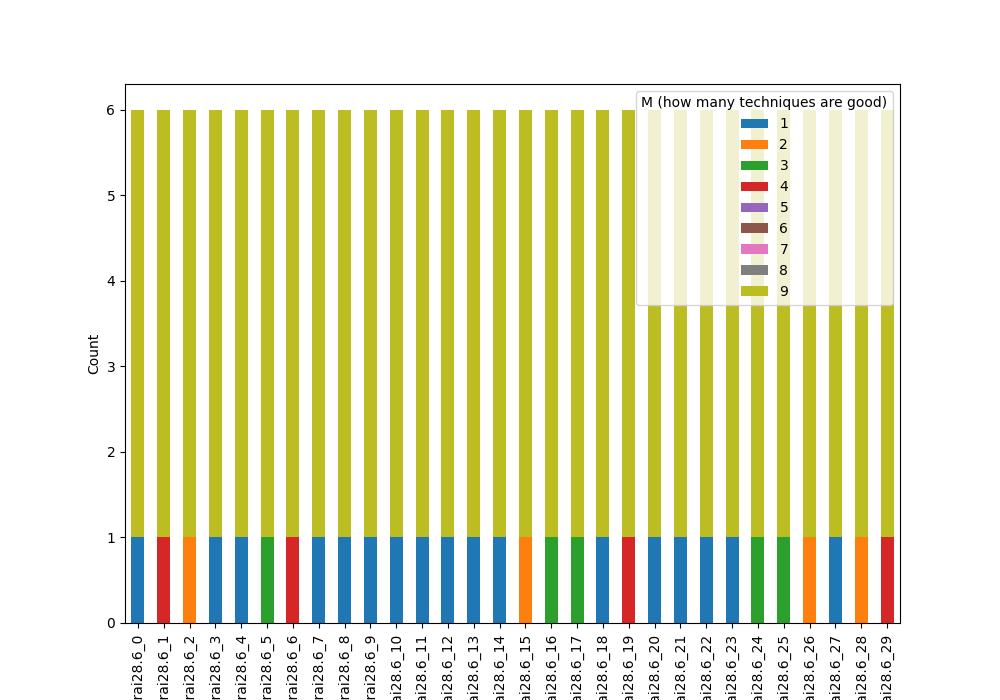 M (how many techniques are good)
1
2
3
4
5
6
7
8
9
6
5
4
3
2
1
0
Count
rai28.6_0
rai28.6_1
rai28.6_2
rai28.6_3
rai28.6_4
rai28.6_5
rai28.6_6
rai28.6_7
rai28.6_8
rai28.6_9
ai28.6_10
ai28.6_11
ai28.6_12
ai28.6_13
ai28.6_14
ai28.6_15
ai28.6_16
ai28.6_17
ai28.6_18
ai28.6_19
ai28.6_20
ai28.6_21
ai28.6_22
ai28.6_23
ai28.6_24
ai28.6_25
ai28.6_26
ai28.6_27
ai28.6_28
ai28.6_29